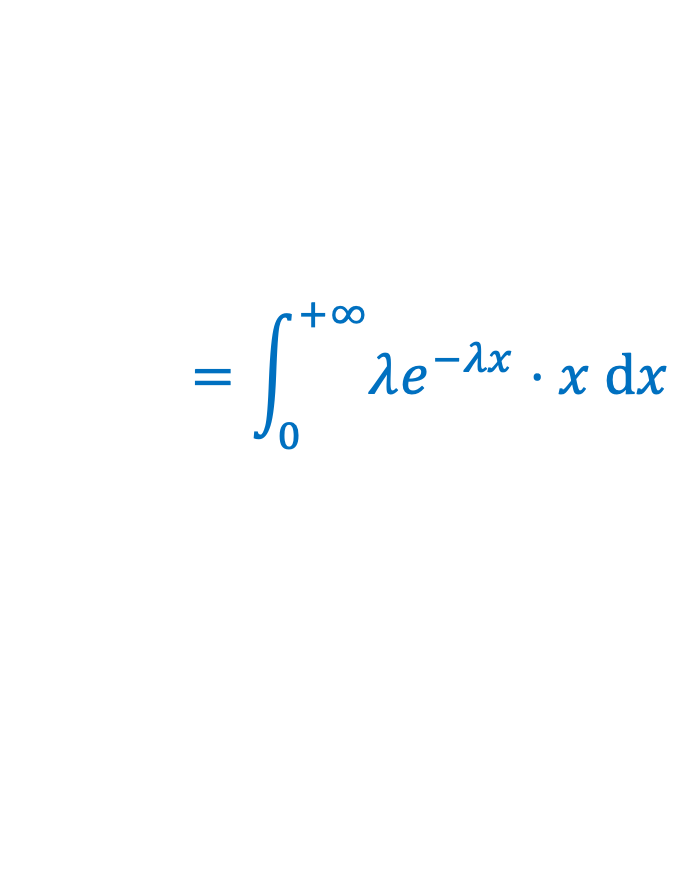 = ∫₀⁺∞ λe^{−λx} · x dx